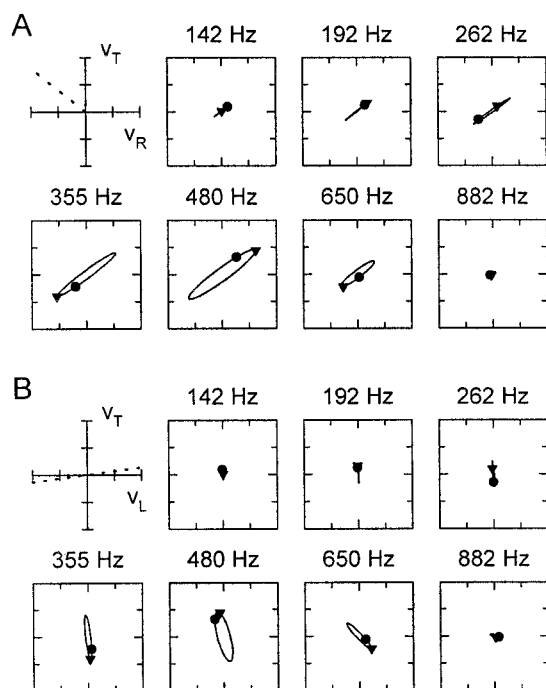 A
V_T
142 Hz
192 Hz
262 Hz
V_R
355 Hz
480 Hz
650 Hz
882 Hz
B
V_T
142 Hz
192 Hz
262 Hz
V_L
355 Hz
480 Hz
650 Hz
882 Hz